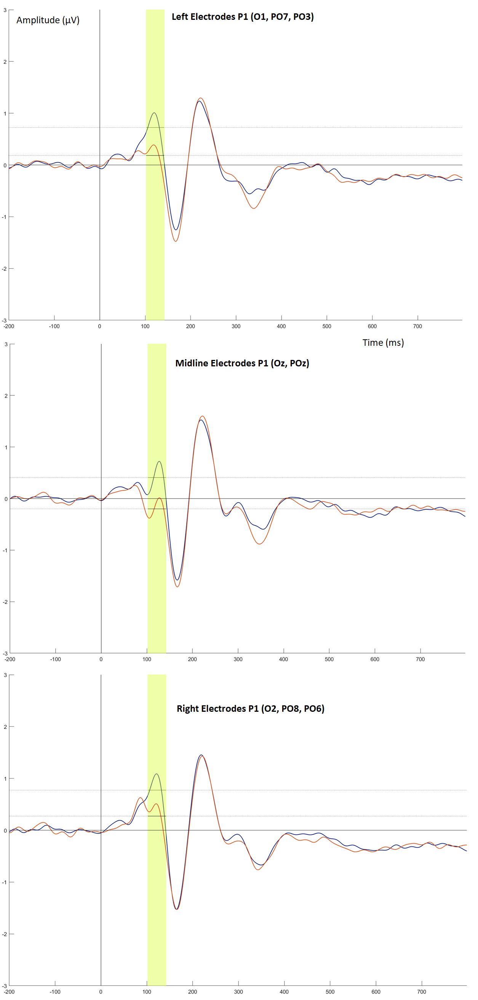 3
Amplitude (µV)
Left Electrodes P1 (O1, PO7, PO3)
2
1
0
-1
-2
-3
-200 -100 0 100 200 300 400 500 600 700
Time (ms)
3
Midline Electrodes P1 (Oz, POz)
2
1
0
-1
-2
-3
-200 -100 0 100 200 300 400 500 600 700
3
Right Electrodes P1 (O2, PO8, PO6)
2
1
0
-1
-2
-3
-200 -100 0 100 200 300 400 500 600 700